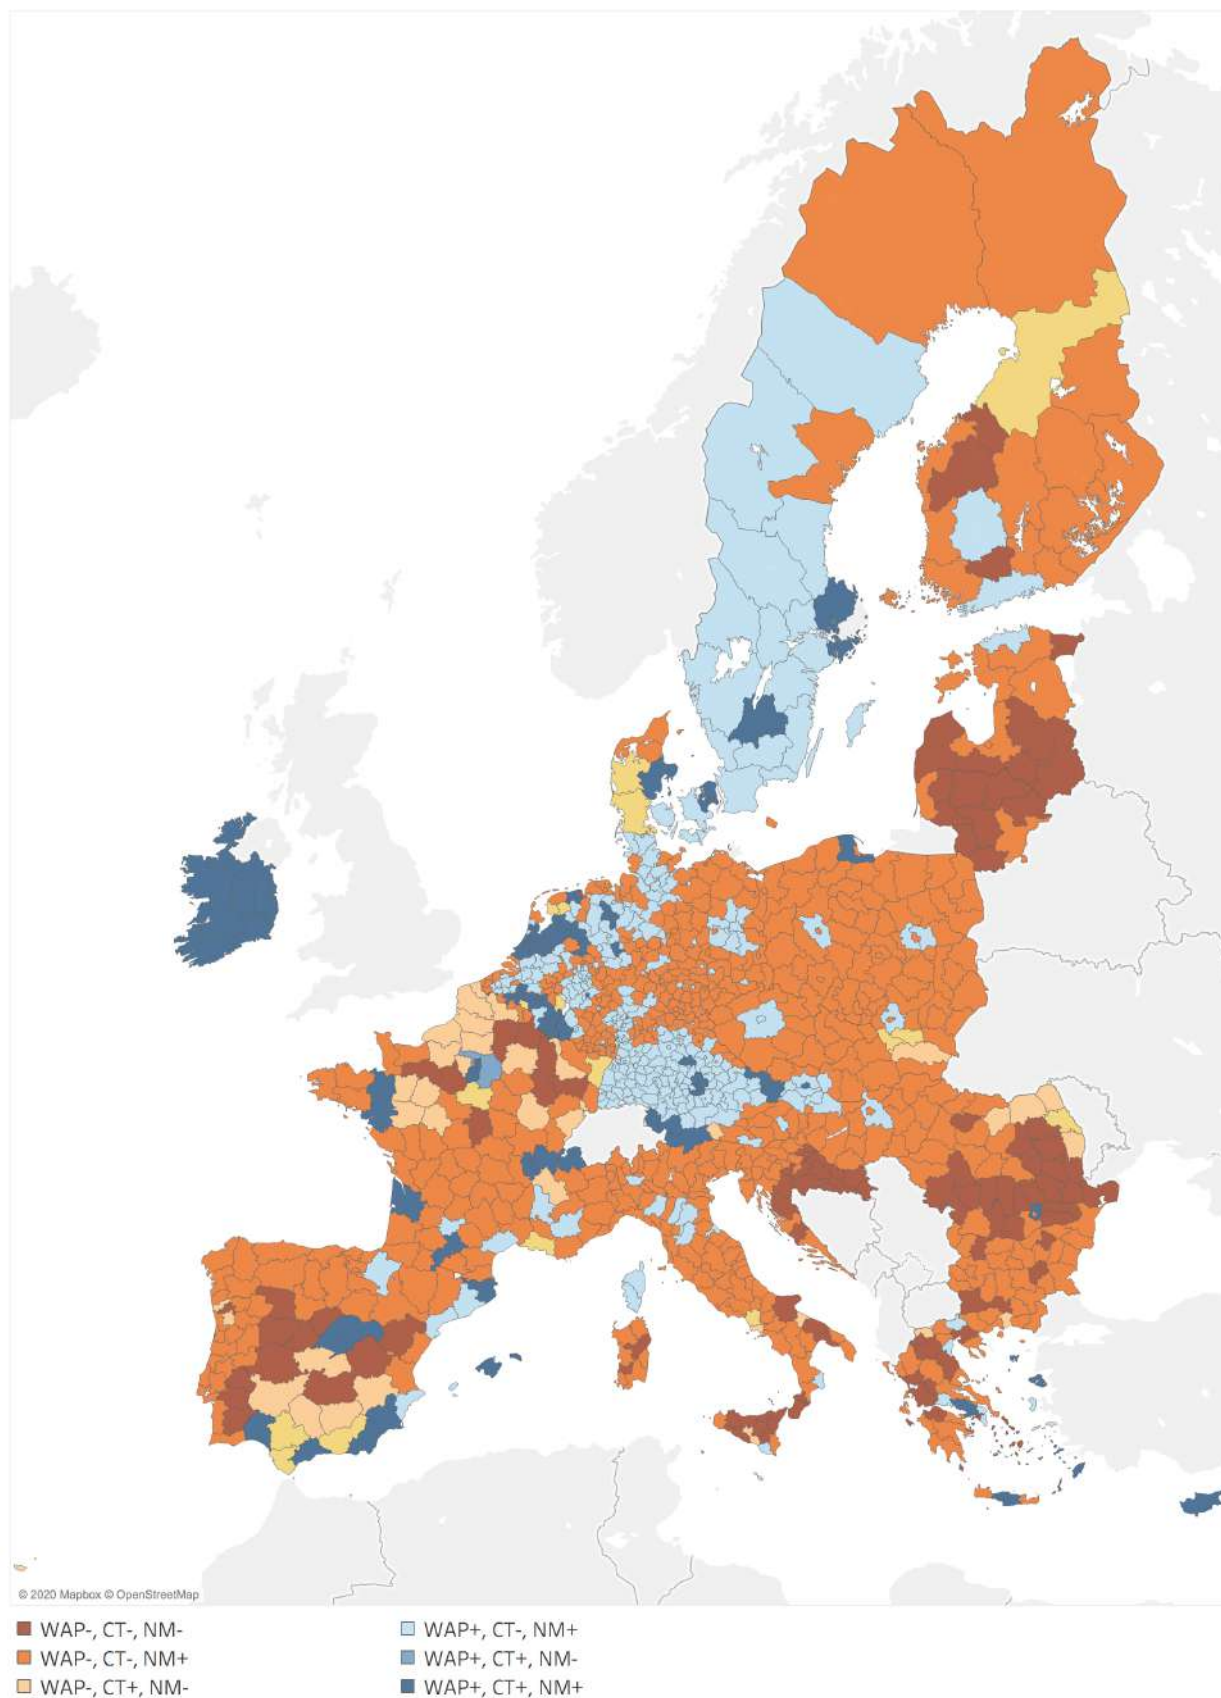 © 2020 Mapbox © OpenStreetMap
WAP-, CT-, NM-
WAP-, CT-, NM+
WAP-, CT+, NM-
WAP+, CT-, NM+
WAP+, CT+, NM-
WAP+, CT+, NM+